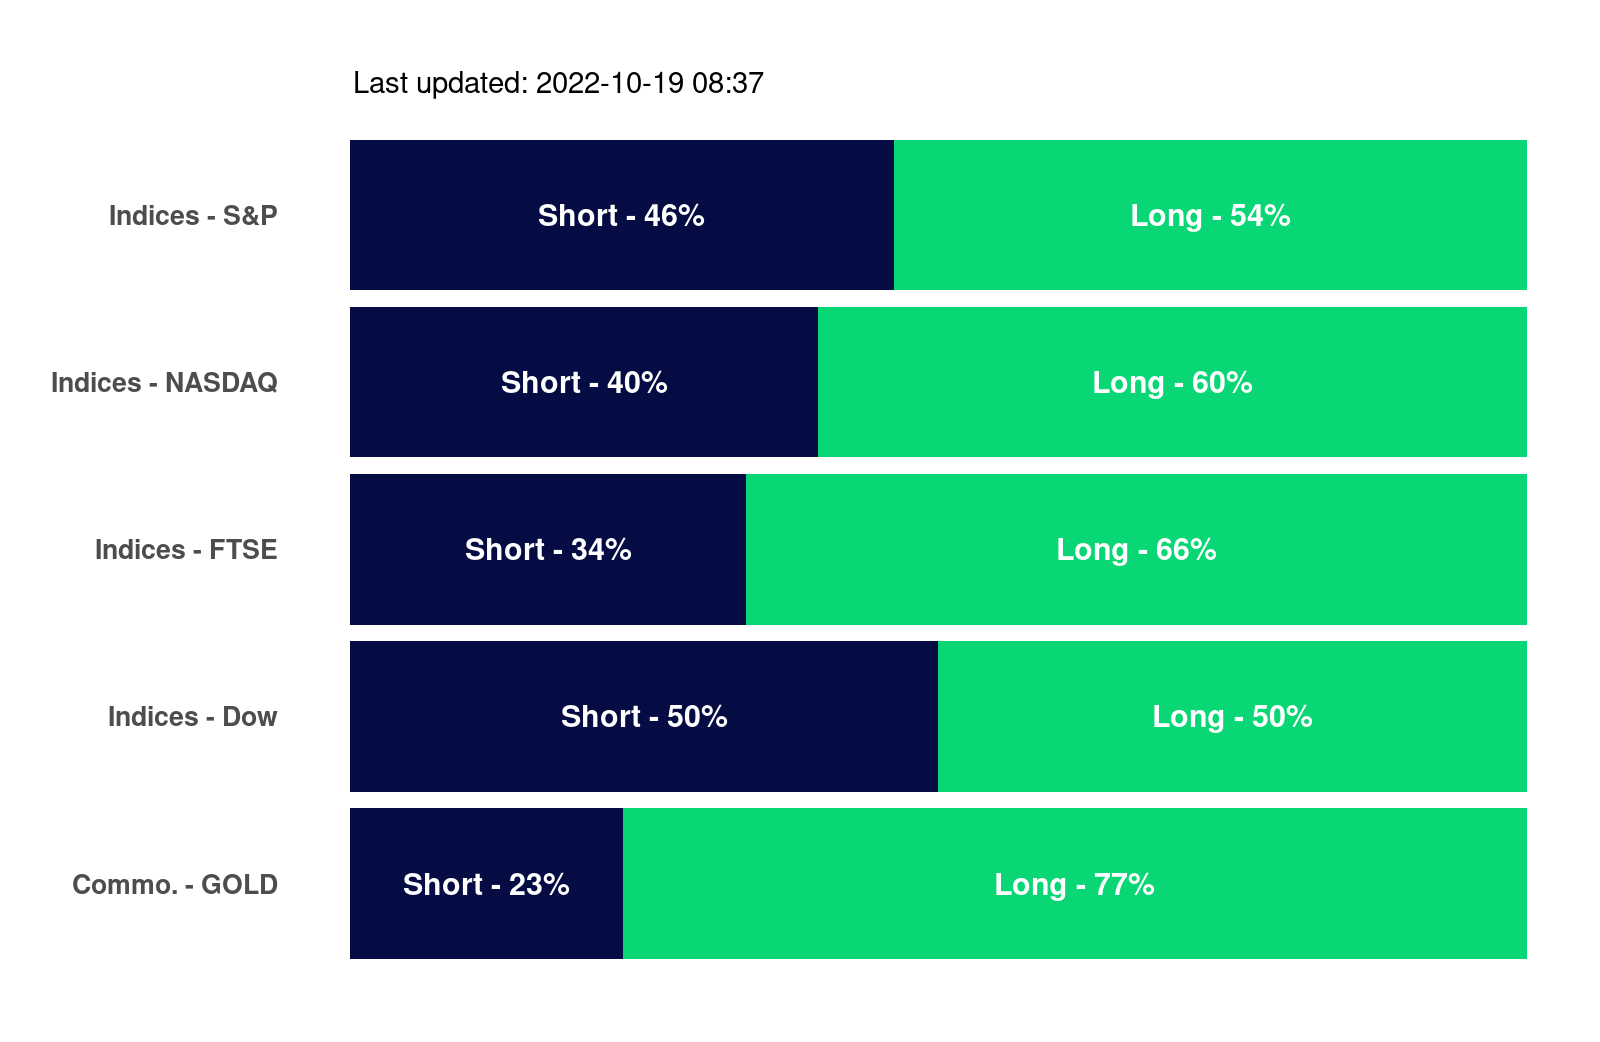 Last updated: 2022-10-19 08:37
Indices - S&P Short - 46% Long - 54%
Indices - NASDAQ Short - 40% Long - 60%
Indices - FTSE Short - 34% Long - 66%
Indices - Dow Short - 50% Long - 50%
Commo. - GOLD Short - 23% Long - 77%